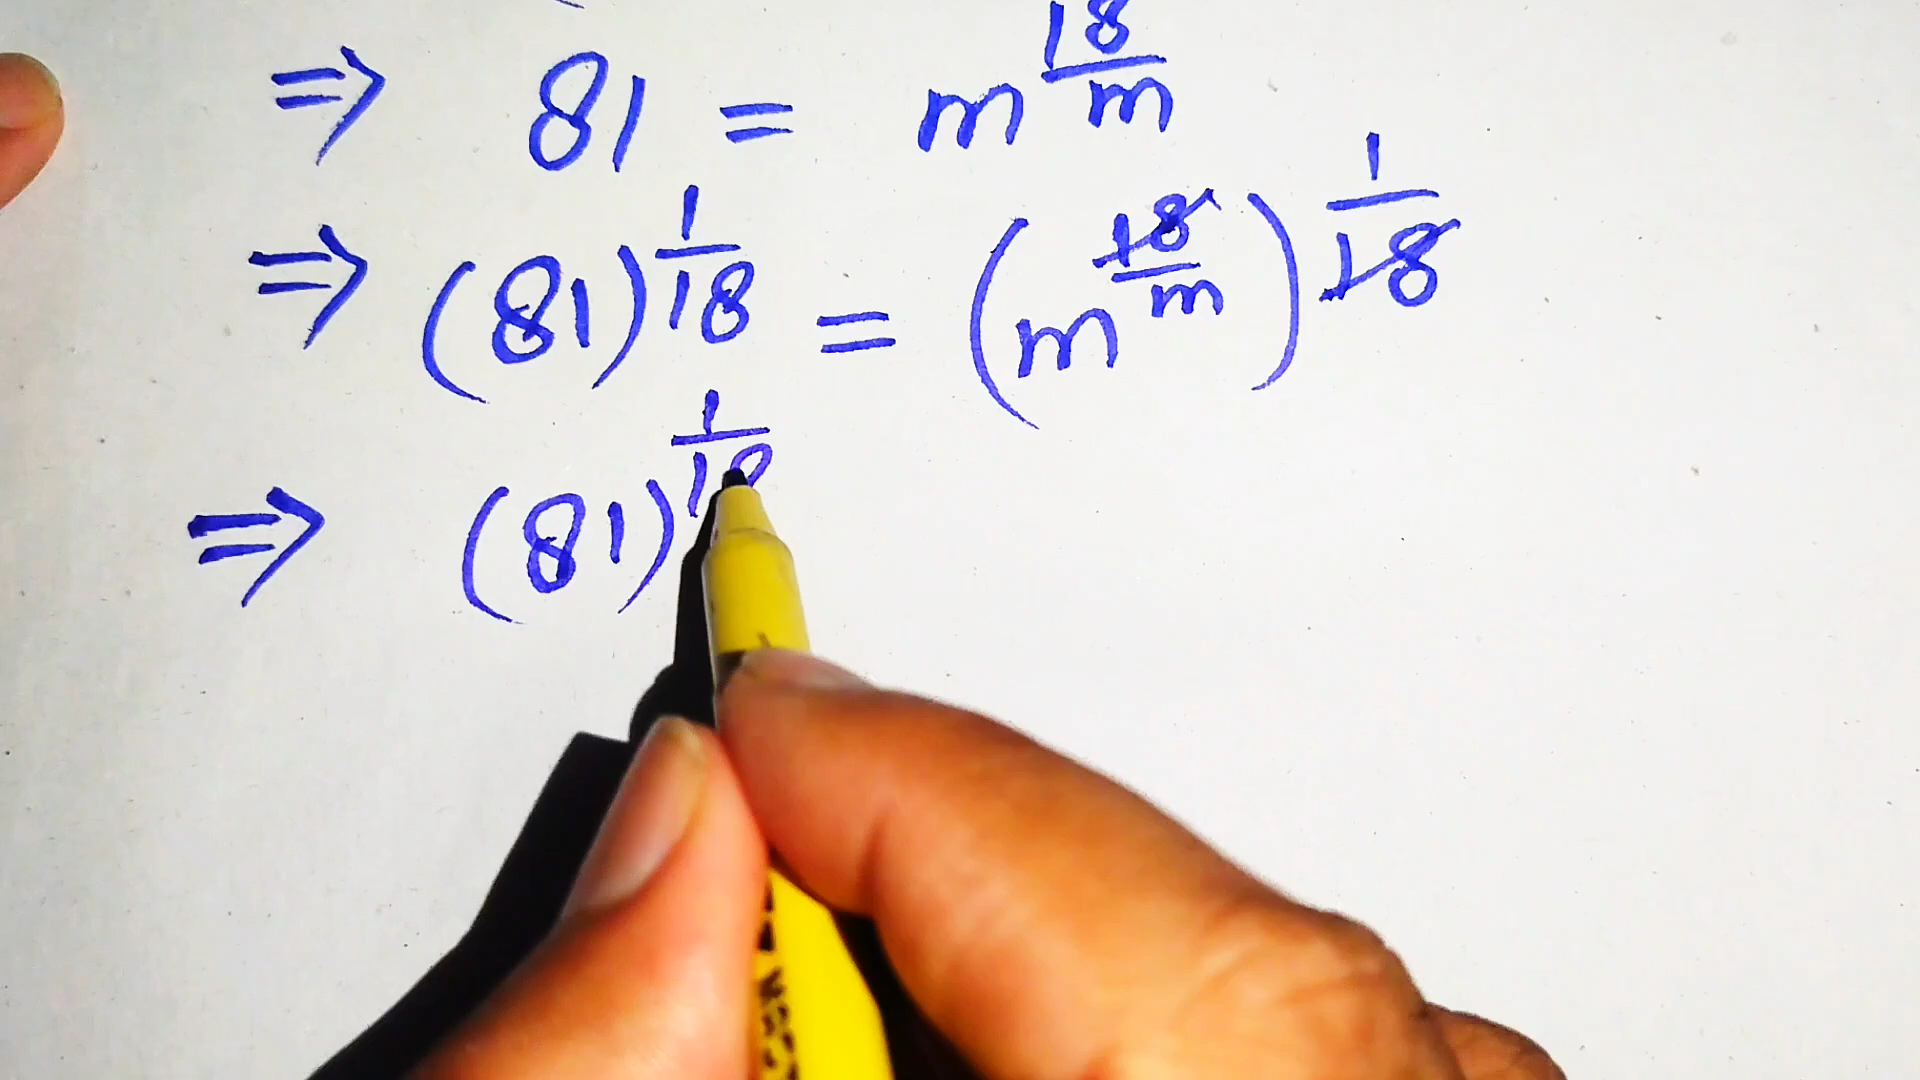 ⇒ 81 = m^(18/m)
⇒ (81)^(1/18) = (m^(18/m))^(1/18)
⇒ (81)^(1/18)